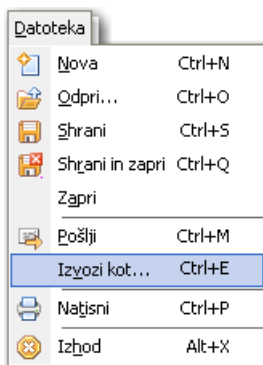 Datoteka
Nova Ctrl+N
Odpri... Ctrl+O
Shrani Ctrl+S
Shrani in zapri Ctrl+Q
Zapri
Pošlji Ctrl+M
Izvozi kot... Ctrl+E
Natisni Ctrl+P
Izhod Alt+X